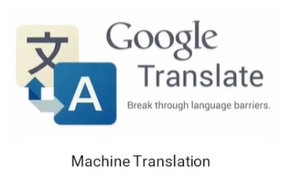 文
A
Google
Translate
Break through language barriers.
Machine Translation